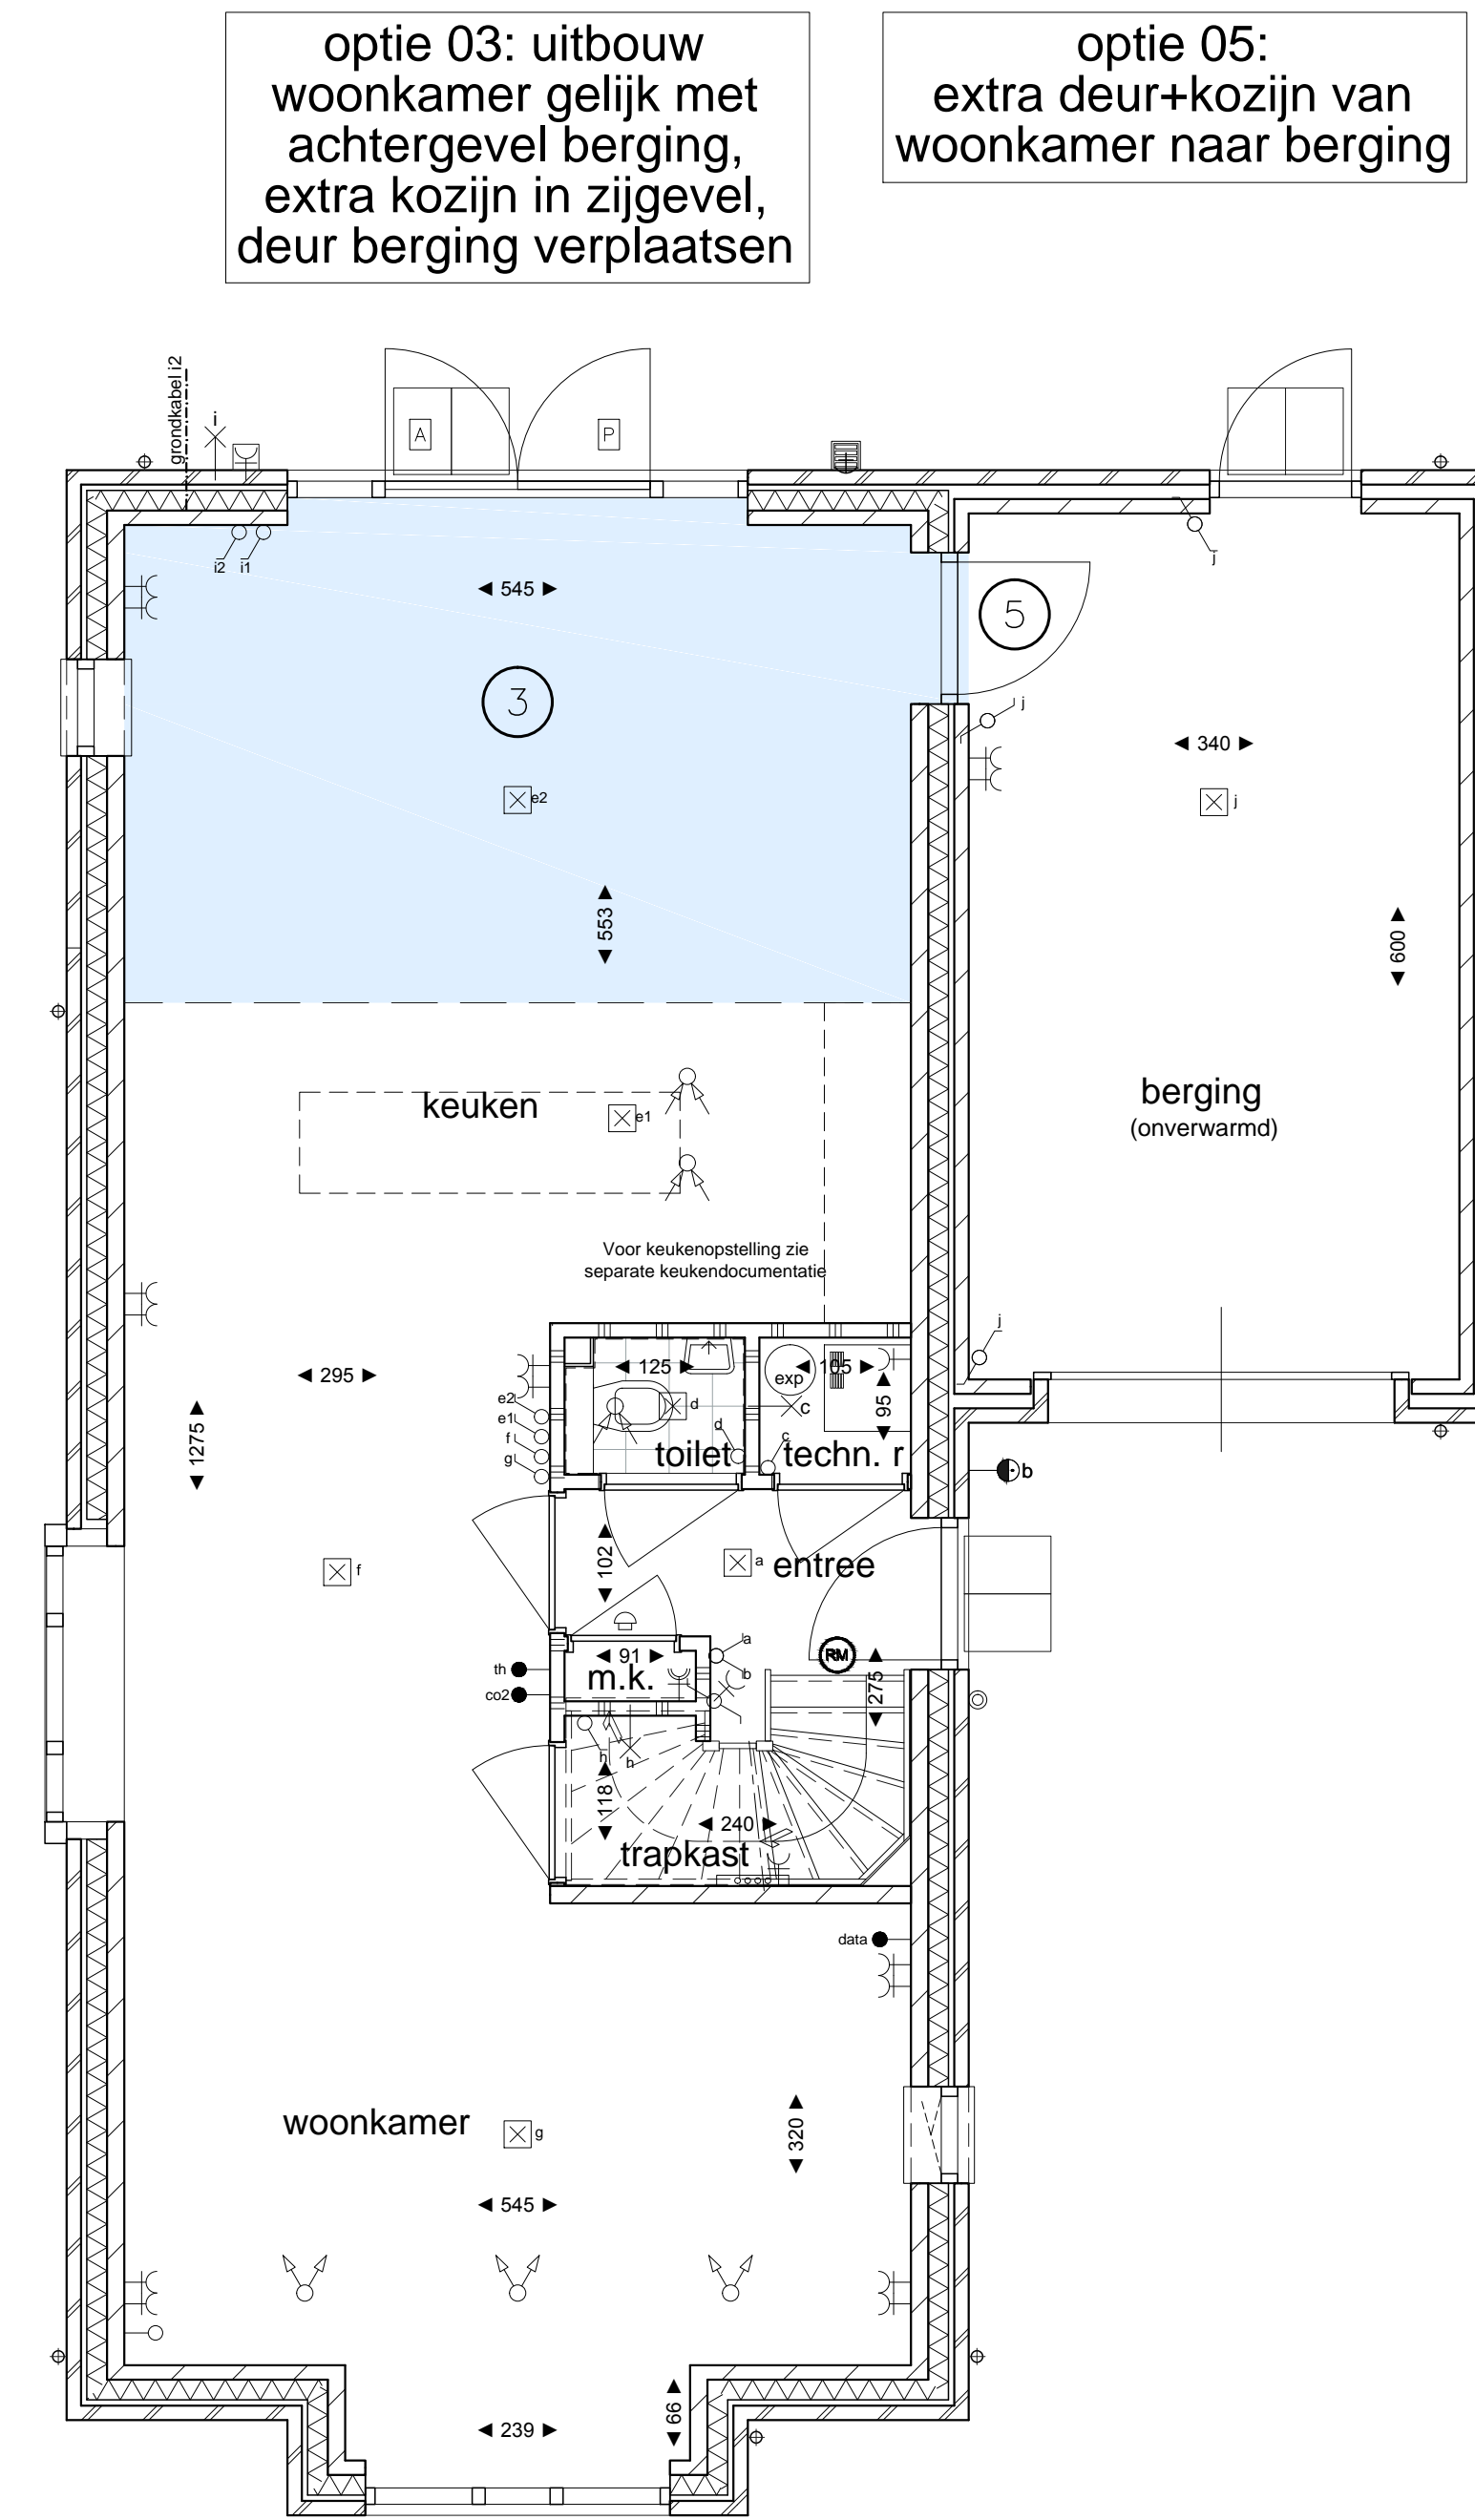 optie 03: uitbouw
woonkamer gelijk met
achtergevel berging,
extra kozijn in zijgevel,
deur berging verplaatsen
optie 05:
extra deur+kozijn van
woonkamer naar berging
grondkabel i2
i
A
P
i2
i1
j
545
5
3
j
340
e2
j
553
600
keuken
e1
berging
(onverwarmd)
Voor keukenopstelling zie
separate keukendocumentatie
j
295
125
105
exp
95
e2
e1
f
g
d
c
d
c
1275
toilet
techn. r
b
102
a
entree
f
a
RM
91
th
m.k.
b
co2
275
h
h
118
240
trapkast
data
woonkamer
g
320
545
239
66